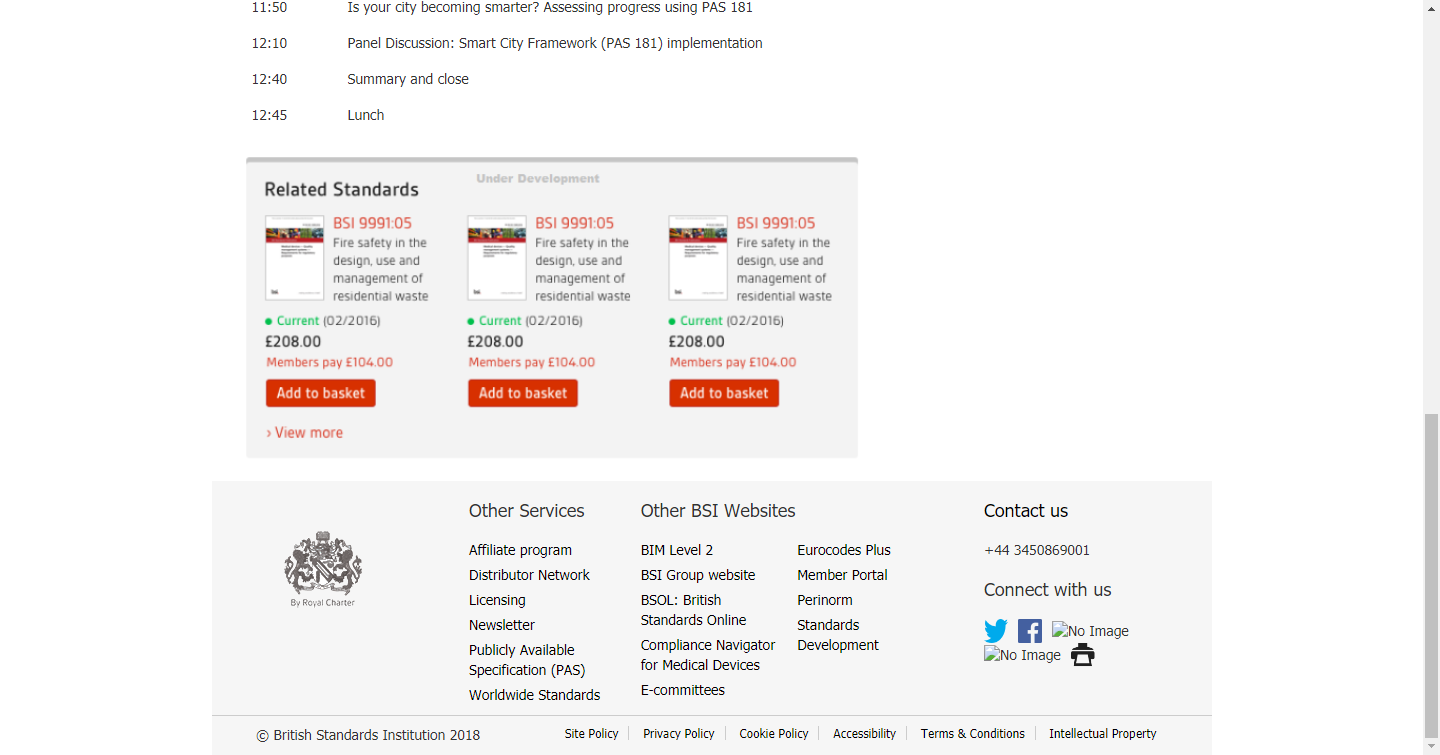 11:50 Is your city becoming smarter? Assessing progress using PAS 181
12:10 Panel Discussion: Smart City Framework (PAS 181) implementation
12:40 Summary and close
12:45 Lunch
Under Development
Related Standards
BSI 9991:05
Fire safety in the
design, use and
management of
residential waste
Current (02/2016)
£208.00
Members pay £104.00
Add to basket
BSI 9991:05
Fire safety in the
design, use and
management of
residential waste
Current (02/2016)
£208.00
Members pay £104.00
Add to basket
BSI 9991:05
Fire safety in the
design, use and
management of
residential waste
Current (02/2016)
£208.00
Members pay £104.00
Add to basket
› View more
By Royal Charter
Other Services
Affiliate program
Distributor Network
Licensing
Newsletter
Publicly Available
Specification (PAS)
Worldwide Standards
Other BSI Websites
BIM Level 2
BSI Group website
BSOL: British
Standards Online
Compliance Navigator
for Medical Devices
E-committees
Eurocodes Plus
Member Portal
Perinorm
Standards
Development
Contact us
+44 3450869001
Connect with us
No Image
No Image
© British Standards Institution 2018
Site Policy
Privacy Policy
Cookie Policy
Accessibility
Terms & Conditions
Intellectual Property